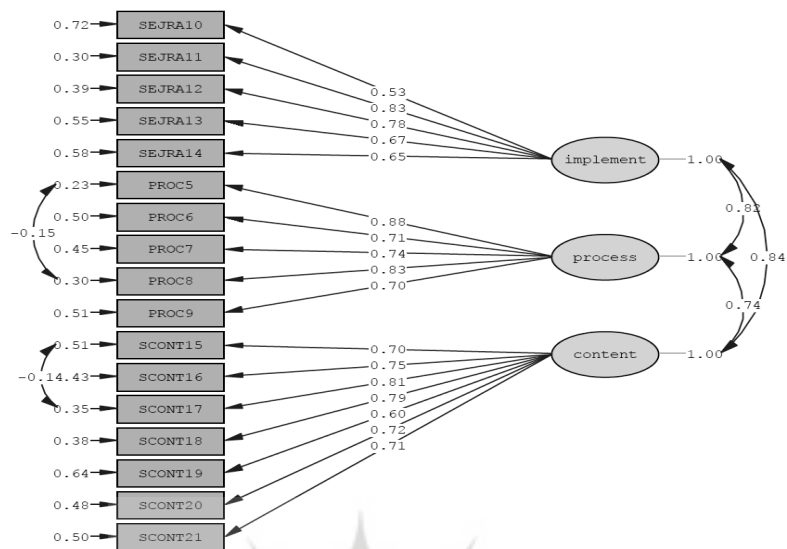 0.72 SEJRA10
0.30 SEJRA11
0.39 SEJRA12
0.55 SEJRA13
0.58 SEJRA14
0.23 PROC5
0.50 PROC6
0.45 PROC7
0.30 PROC8
0.51 PROC9
0.51 SCONT15
.43 SCONT16
0.35 SCONT17
0.38 SCONT18
0.64 SCONT19
0.48 SCONT20
0.50 SCONT21
-0.15
-0.14
0.53
0.83
0.78
0.67
0.65
0.88
0.71
0.74
0.83
0.70
0.70
0.75
0.81
0.79
0.60
0.72
0.71
implement 1.00
process 1.00
content 1.00
0.82
0.84
0.74